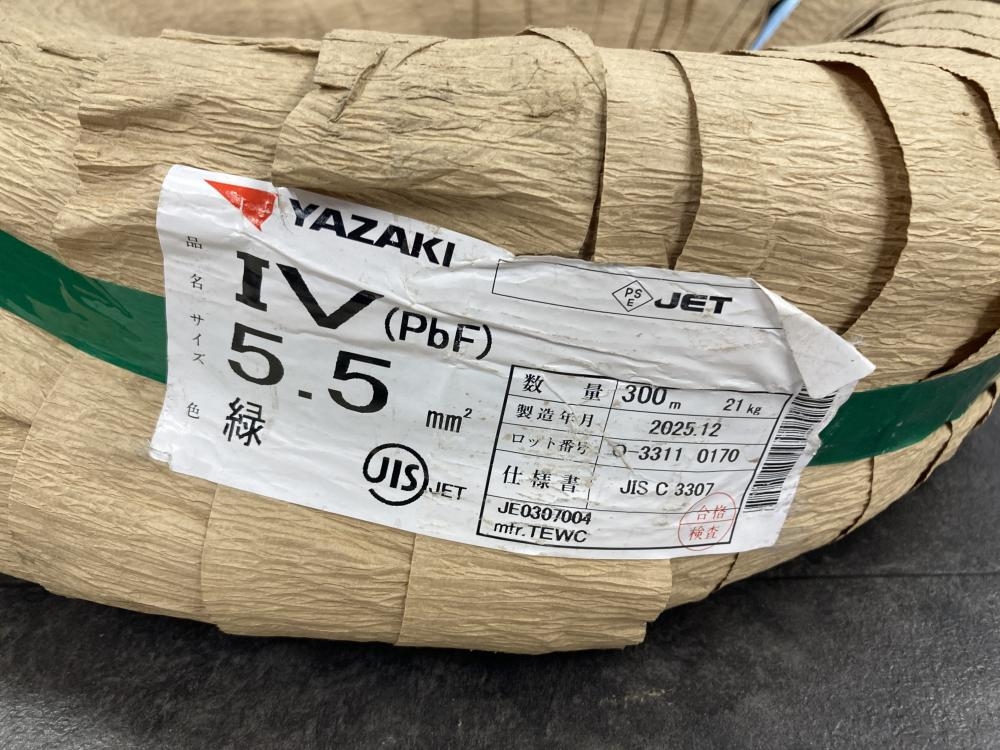 YAZAKI
品名 IV (PbF)
サイズ 5.5 mm²
色 緑
JIS JET
PSE JET
数量 300m 21kg
製造年月 2025.12
ロット番号 O 3311 0170
仕様書 JIS C 3307
JE0307004
mfr.TEWC
合格
検査